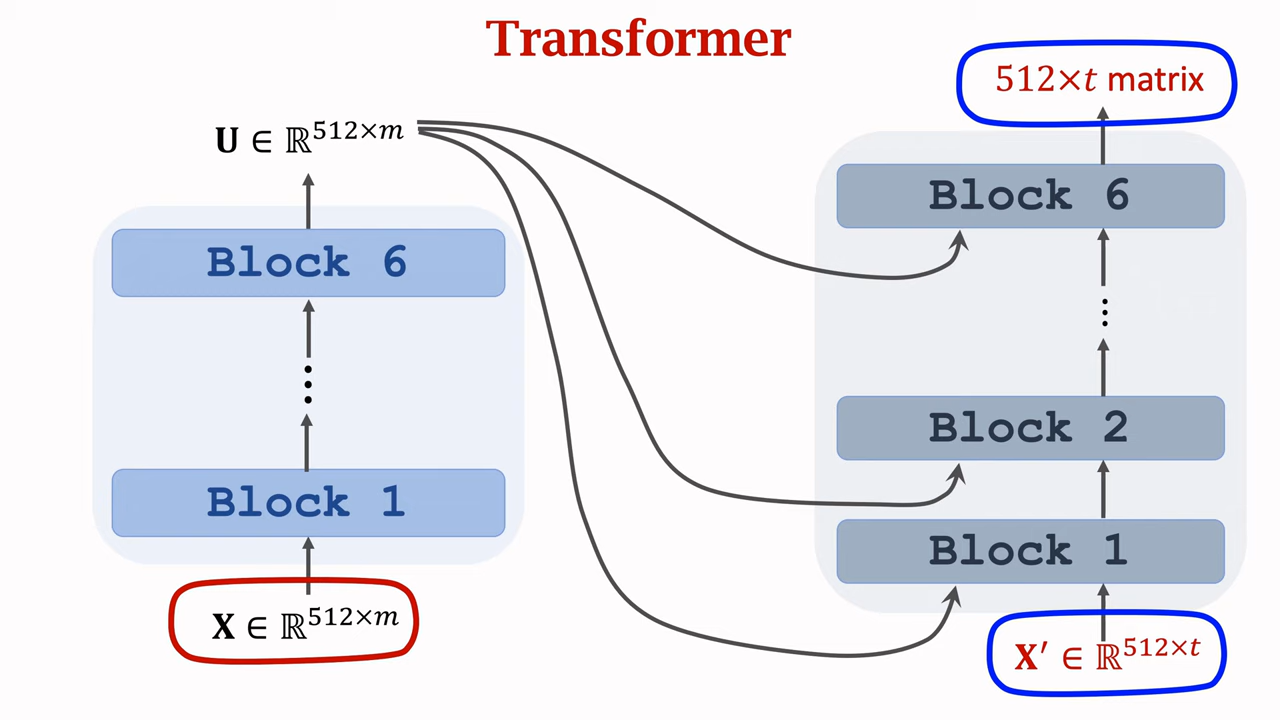 Transformer
U ∈ ℝ^{512×m}
Block 6
⋮
Block 1
X ∈ ℝ^{512×m}
512×t matrix
Block 6
⋮
Block 2
Block 1
X′ ∈ ℝ^{512×t}